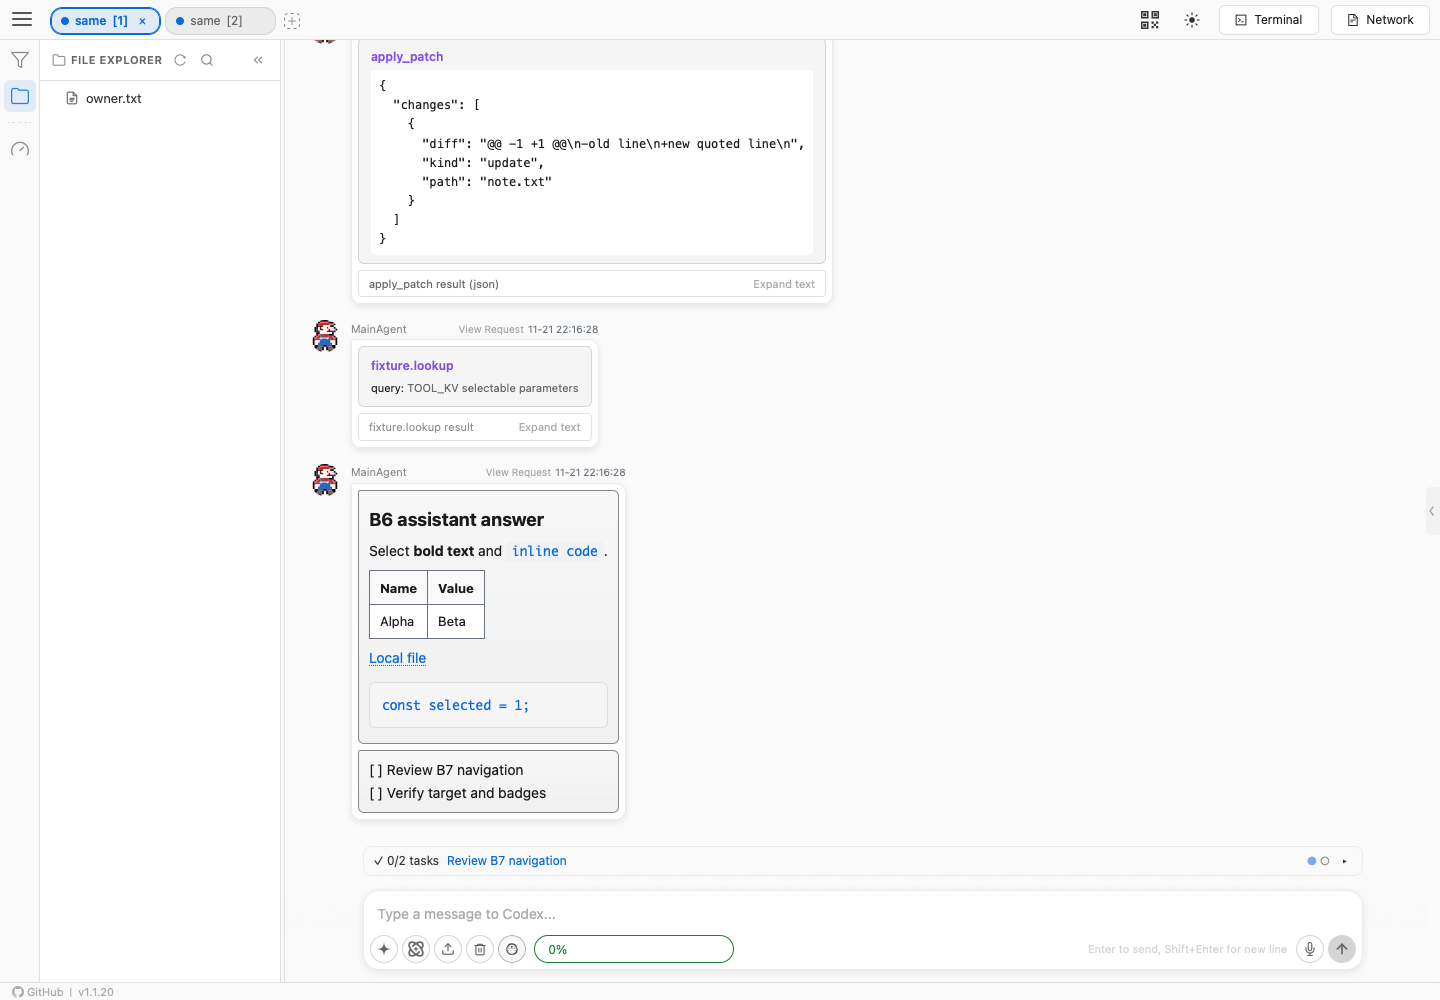 same [1] ×
same [2]
Terminal
Network
FILE EXPLORER
owner.txt
apply_patch
{
"changes": [
{
"diff": "@@ -1 +1 @@\n-old line\n+new quoted line\n",
"kind": "update",
"path": "note.txt"
}
]
}
apply_patch result (json) Expand text
MainAgent View Request 11-21 22:16:28
fixture.lookup
query: TOOL_KV selectable parameters
fixture.lookup result Expand text
MainAgent View Request 11-21 22:16:28
B6 assistant answer
Select bold text and inline code.
Name Value
Alpha Beta
Local file
const selected = 1;
[ ] Review B7 navigation
[ ] Verify target and badges
✓ 0/2 tasks Review B7 navigation
Type a message to Codex...
0%
Enter to send, Shift+Enter for new line
GitHub | v1.1.20